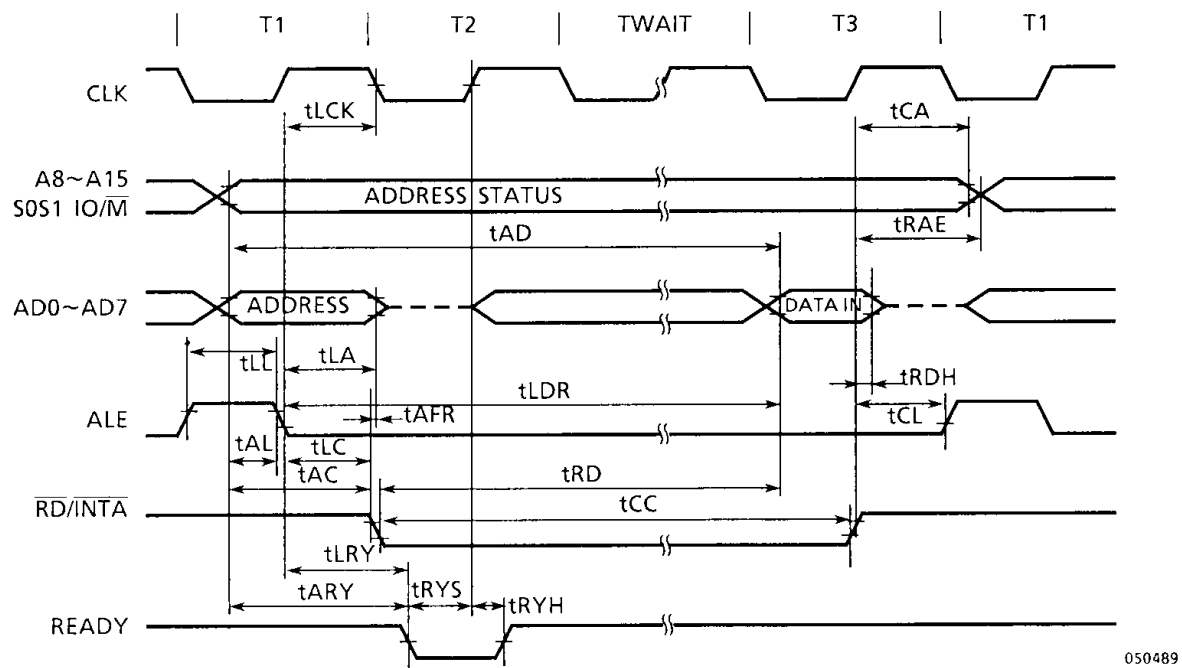 T1 T2 TWAIT T3 T1
CLK
tLCK
tCA
A8~A15
S0S1 IO/M̅
ADDRESS STATUS
tRAE
tAD
AD0~AD7
ADDRESS
DATA IN
tLL
tLA
tLDR
tAFR
tRDH
ALE
tCL
tAL
tLC
tAC
tRD
R̅D̅/I̅N̅T̅A̅
tCC
tLRY
tARY
tRYS
tRYH
READY
050489